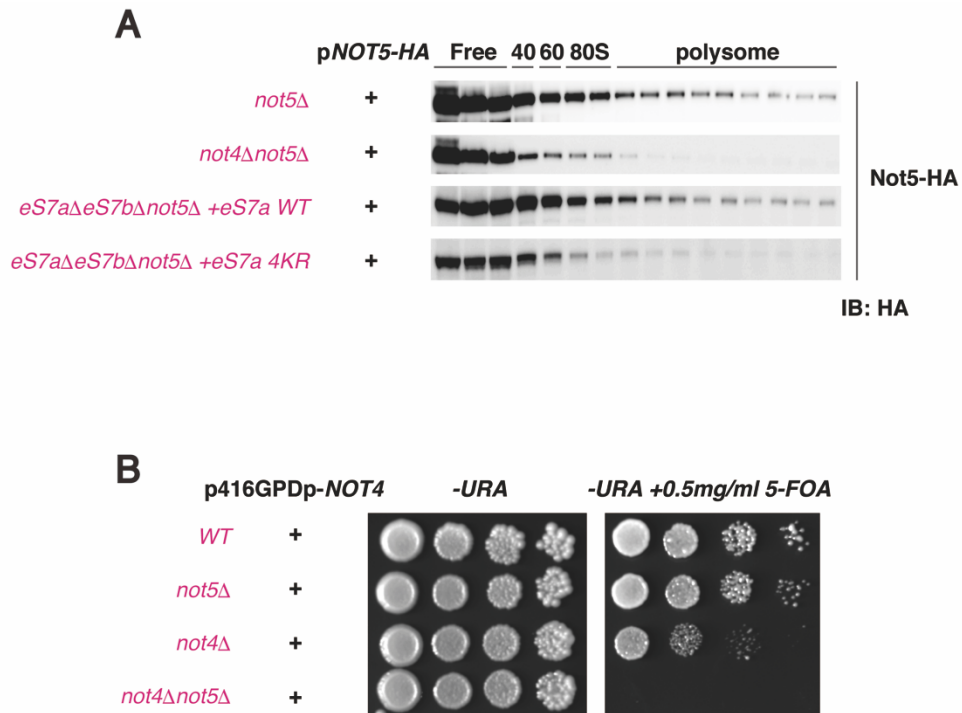 A
pNOT5-HA Free 40 60 80S polysome
not5Δ +
not4Δnot5Δ +
eS7aΔeS7bΔnot5Δ +eS7a WT +
eS7aΔeS7bΔnot5Δ +eS7a 4KR +
Not5-HA
IB: HA
B
p416GPDp-NOT4 -URA -URA +0.5mg/ml 5-FOA
WT +
not5Δ +
not4Δ +
not4Δnot5Δ +